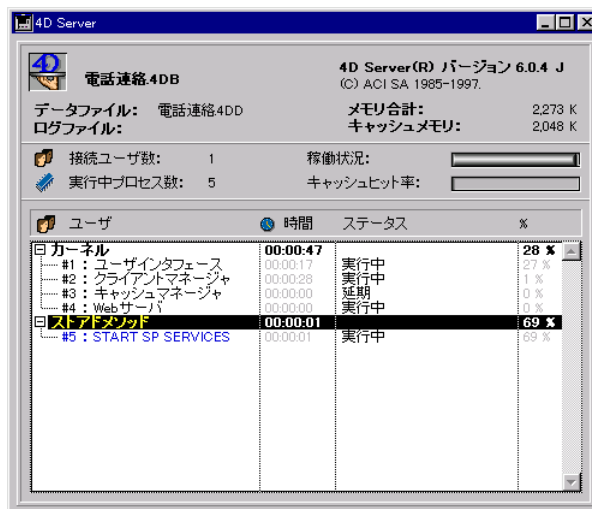 4D Server
電話連絡.4DB
4D Server(R) バージョン 6.0.4 J
(C) ACI SA 1985-1997.
データファイル: 電話連絡.4DD
メモリ合計: 2,273 K
ログファイル:
キャッシュメモリ: 2,048 K
接続ユーザ数: 1
稼働状況:
実行中プロセス数: 5
キャッシュヒット率:
ユーザ 時間 ステータス %
カーネル 00:00:47 28 %
#1 : ユーザインタフェース 00:00:17 実行中 27 %
#2 : クライアントマネージャ 00:00:28 実行中 1 %
#3 : キャッシュマネージャ 00:00:00 延期 0 %
#4 : Webサーバ 00:00:00 実行中 0 %
ストアドメソッド 00:00:01 69 %
#5 : START SP SERVICES 00:00:01 実行中 69 %